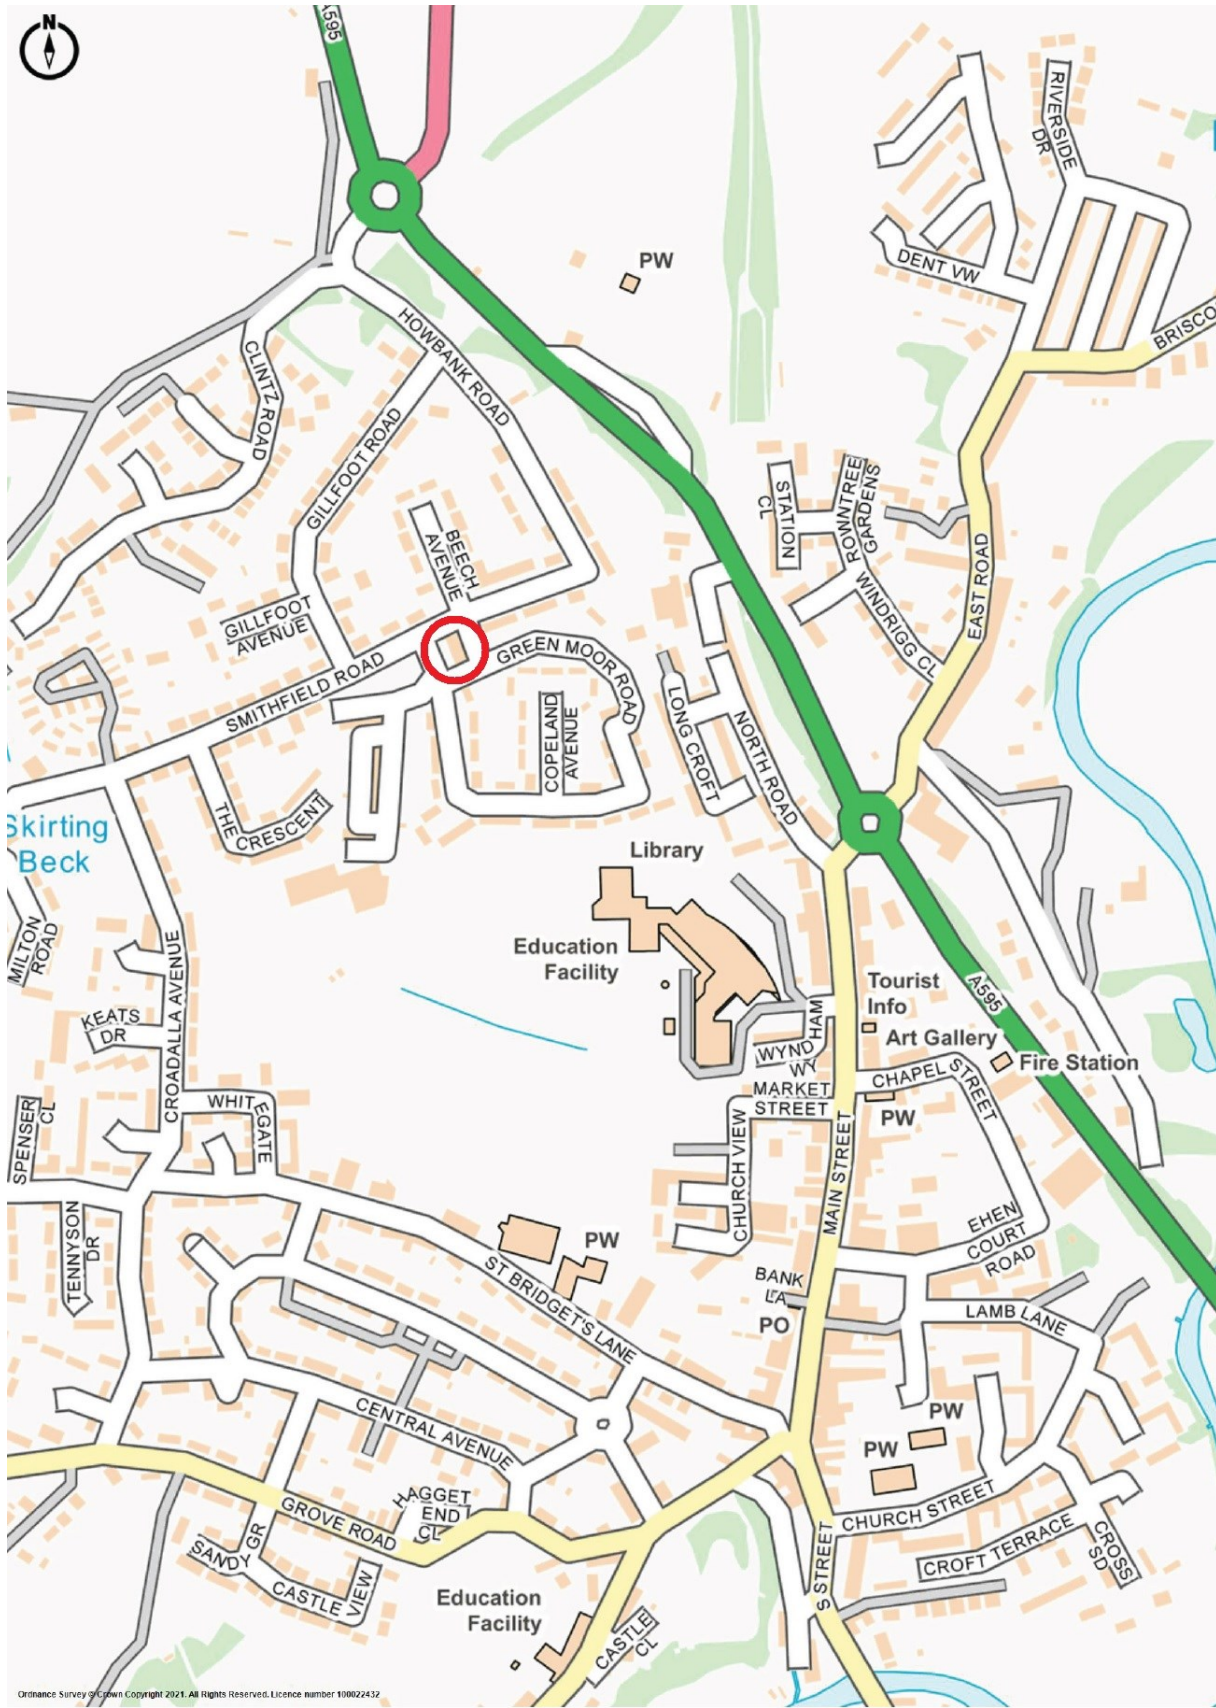 N
A595
RIVERSIDE
DR
PW
DENT VW
BRISCO
HOWBANK ROAD
CLINTZ ROAD
GILLFOOT ROAD
STATION
CL
ROWNTREE
GARDENS
BEECH
AVENUE
EAST ROAD
WINDRIGG CL
GILLFOOT
AVENUE
GREEN MOOR ROAD
SMITHFIELD ROAD
LONG CROFT
NORTH ROAD
COPELAND
AVENUE
THE
CRESCENT
Skirting
Beck
Library
MILTON
ROAD
CROADALLA AVENUE
Education
Facility
Tourist
Info
A595
KEATS
DR
HAM
WYND
WY
Art Gallery
Fire Station
MARKET
STREET
CHAPEL STREET
PW
SPENSER
CL
WHITEGATE
CHURCH VIEW
MAIN STREET
TENNYSON
DR
EHEN
COURT
ROAD
PW
ST BRIDGET'S LANE
BANK
LA
PO
LAMB LANE
CENTRAL AVENUE
PW
PW
HAGGET
END
CL
GROVE ROAD
CHURCH STREET
SANDY GR
CASTLE
VIEW
S STREET
CROFT TERRACE
CROSS
SD
Education
Facility
CASTLE
CL
Ordnance Survey © Crown Copyright 2021. All Rights Reserved. Licence number 100022432